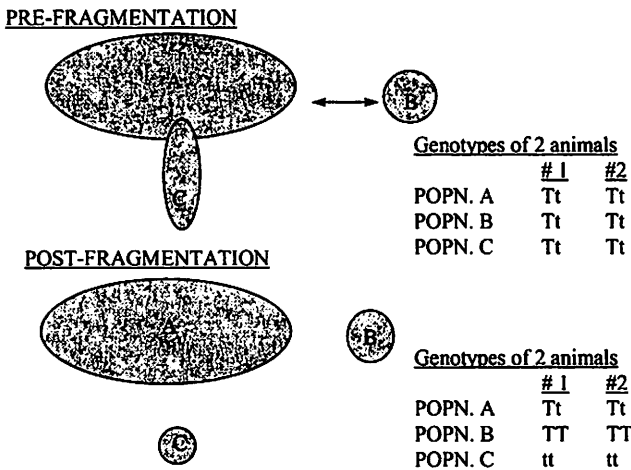 PRE-FRAGMENTATION
A
B
C
Genotypes of 2 animals
# 1 #2
POPN. A Tt Tt
POPN. B Tt Tt
POPN. C Tt Tt
POST-FRAGMENTATION
A
B
Genotypes of 2 animals
# 1 #2
POPN. A Tt Tt
POPN. B TT TT
POPN. C tt tt
C